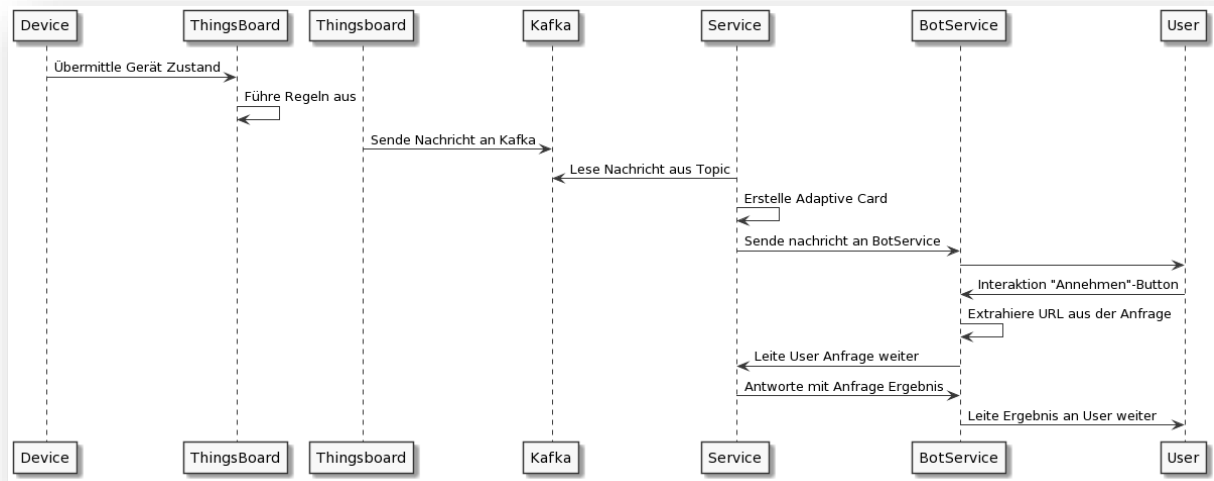 Device ThingsBoard Thingsboard Kafka Service BotService User
Übermittle Gerät Zustand
Führe Regeln aus
Sende Nachricht an Kafka
Lese Nachricht aus Topic
Erstelle Adaptive Card
Sende nachricht an BotService
Interaktion "Annehmen"-Button
Extrahiere URL aus der Anfrage
Leite User Anfrage weiter
Antworte mit Anfrage Ergebnis
Leite Ergebnis an User weiter
Device ThingsBoard Thingsboard Kafka Service BotService User